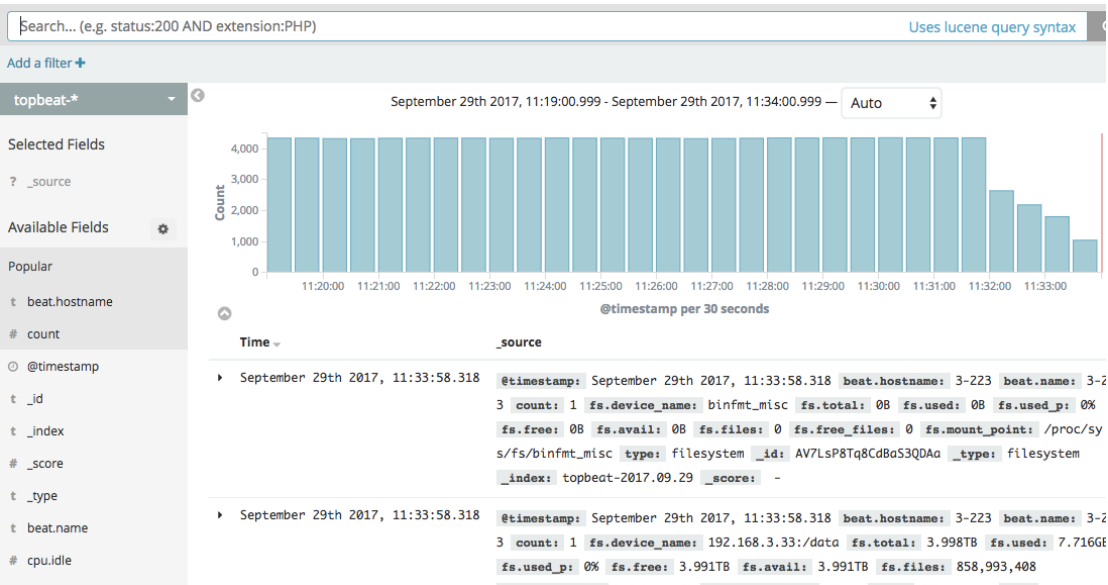 Search... (e.g. status:200 AND extension:PHP)
Uses lucene query syntax
Add a filter +
topbeat-*
September 29th 2017, 11:19:00.999 - September 29th 2017, 11:34:00.999 —
Auto
Selected Fields
? _source
Available Fields
Popular
t beat.hostname
# count
@timestamp
t _id
t _index
# _score
t _type
t beat.name
# cpu.idle
Count
4,000
3,000
2,000
1,000
0
11:20:00 11:21:00 11:22:00 11:23:00 11:24:00 11:25:00 11:26:00 11:27:00 11:28:00 11:29:00 11:30:00 11:31:00 11:32:00 11:33:00
@timestamp per 30 seconds
Time _source
September 29th 2017, 11:33:58.318
@timestamp: September 29th 2017, 11:33:58.318 beat.hostname: 3-223 beat.name: 3-2
3 count: 1 fs.device_name: binfmt_misc fs.total: 0B fs.used: 0B fs.used_p: 0%
fs.free: 0B fs.avail: 0B fs.files: 0 fs.free_files: 0 fs.mount_point: /proc/sy
s/fs/binfmt_misc type: filesystem _id: AV7LsP8Tq8CdBaS3QDAa _type: filesystem
_index: topbeat-2017.09.29 _score: -
September 29th 2017, 11:33:58.318
@timestamp: September 29th 2017, 11:33:58.318 beat.hostname: 3-223 beat.name: 3-2
3 count: 1 fs.device_name: 192.168.3.33:/data fs.total: 3.998TB fs.used: 7.716GB
fs.used_p: 0% fs.free: 3.991TB fs.avail: 3.991TB fs.files: 858,993,408